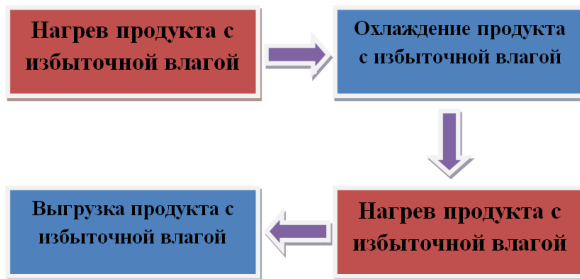 Нагрев продукта с
избыточной влагой
Охлаждение продукта
с избыточной влагой
Нагрев продукта с
избыточной влагой
Выгрузка продукта с
избыточной влагой